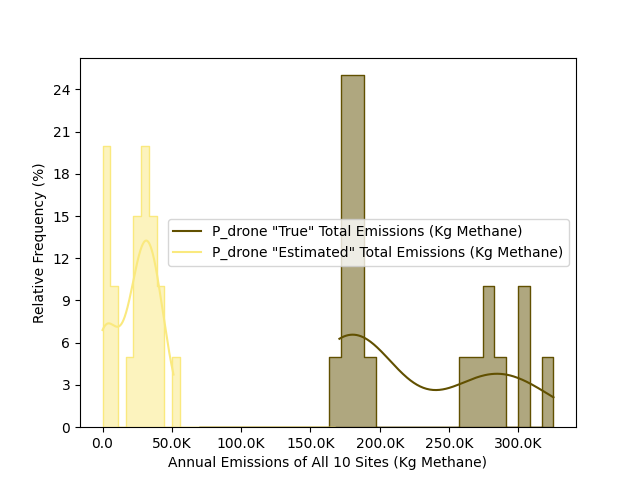 24
21
18
15
12
9
6
3
0
Relative Frequency (%)
P_drone "True" Total Emissions (Kg Methane)
P_drone "Estimated" Total Emissions (Kg Methane)
0.0 50.0K 100.0K 150.0K 200.0K 250.0K 300.0K
Annual Emissions of All 10 Sites (Kg Methane)